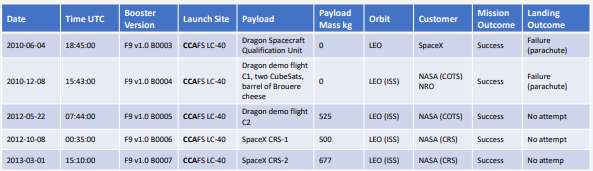 Date Time UTC Booster Version Launch Site Payload Payload Mass kg Orbit Customer Mission Outcome Landing Outcome
2010-06-04 18:45:00 F9 v1.0 B0003 CCAFS LC-40 Dragon Spacecraft Qualification Unit 0 LEO SpaceX Success Failure (parachute)
2010-12-08 15:43:00 F9 v1.0 B0004 CCAFS LC-40 Dragon demo flight C1, two CubeSats, barrel of Brouere cheese 0 LEO (ISS) NASA (COTS) NRO Success Failure (parachute)
2012-05-22 07:44:00 F9 v1.0 B0005 CCAFS LC-40 Dragon demo flight C2 525 LEO (ISS) NASA (COTS) Success No attempt
2012-10-08 00:35:00 F9 v1.0 B0006 CCAFS LC-40 SpaceX CRS-1 500 LEO (ISS) NASA (CRS) Success No attempt
2013-03-01 15:10:00 F9 v1.0 B0007 CCAFS LC-40 SpaceX CRS-2 677 LEO (ISS) NASA (CRS) Success No attemp